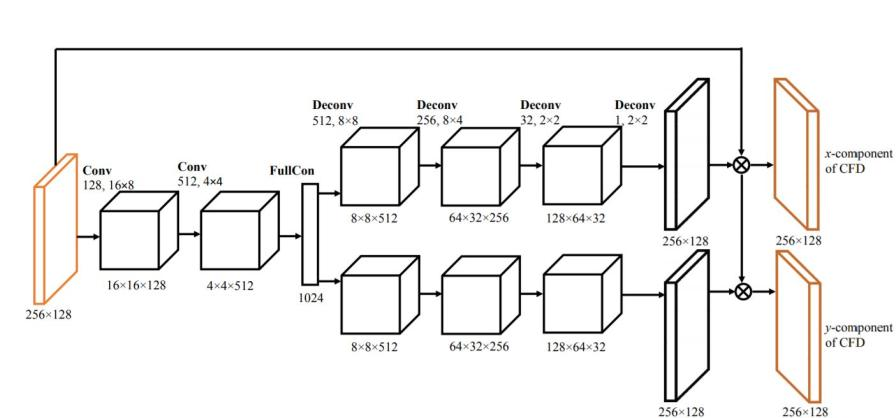 Deconv
512, 8×8
Deconv
256, 8×4
Deconv
32, 2×2
Deconv
1, 2×2
Conv
128, 16×8
Conv
512, 4×4
FullCon
x-component
of CFD
8×8×512
64×32×256
128×64×32
256×128
256×128
16×16×128
4×4×512
1024
256×128
y-component
of CFD
8×8×512
64×32×256
128×64×32
256×128
256×128